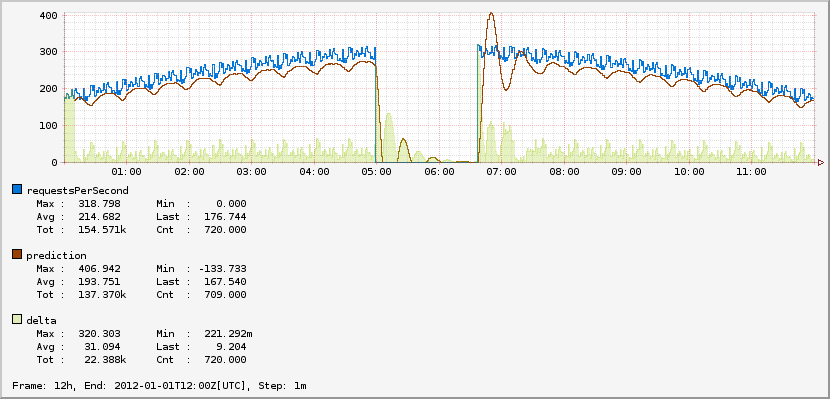 400
300
200
100
0
01:00 02:00 03:00 04:00 05:00 06:00 07:00 08:00 09:00 10:00 11:00
requestsPerSecond
Max : 318.798 Min : 0.000
Avg : 214.682 Last : 176.744
Tot : 154.571k Cnt : 720.000
prediction
Max : 406.942 Min : -133.733
Avg : 193.751 Last : 167.540
Tot : 137.370k Cnt : 709.000
delta
Max : 320.303 Min : 221.292m
Avg : 31.094 Last : 9.204
Tot : 22.388k Cnt : 720.000
Frame: 12h, End: 2012-01-01T12:00Z[UTC], Step: 1m